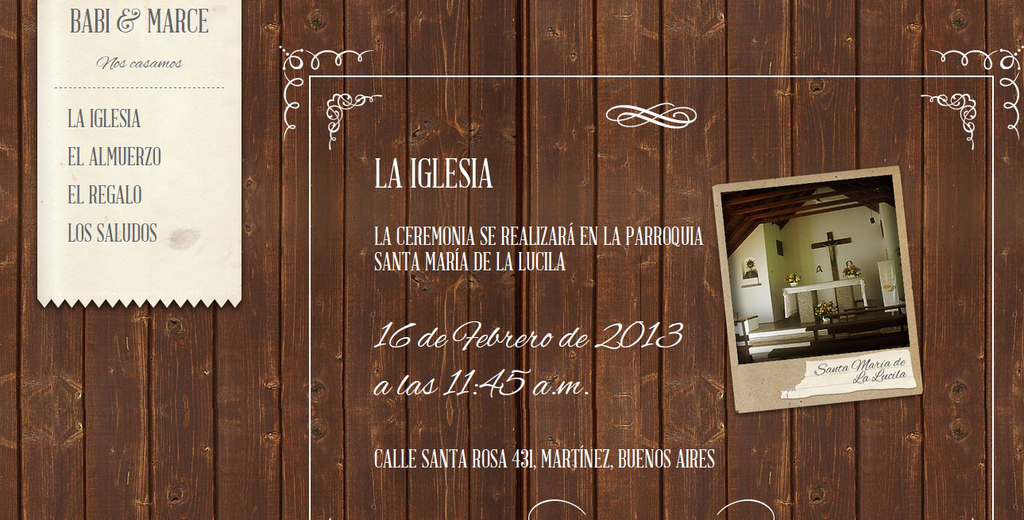 BABI & MARCE
Nos casamos
LA IGLESIA
EL ALMUERZO
EL REGALO
LOS SALUDOS
LA IGLESIA
LA CEREMONIA SE REALIZARÁ EN LA PARROQUIA
SANTA MARÍA DE LA LUCILA
16 de Febrero de 2013
a las 11:45 a.m.
CALLE SANTA ROSA 431, MARTÍNEZ, BUENOS AIRES
Santa María de
La Lucila